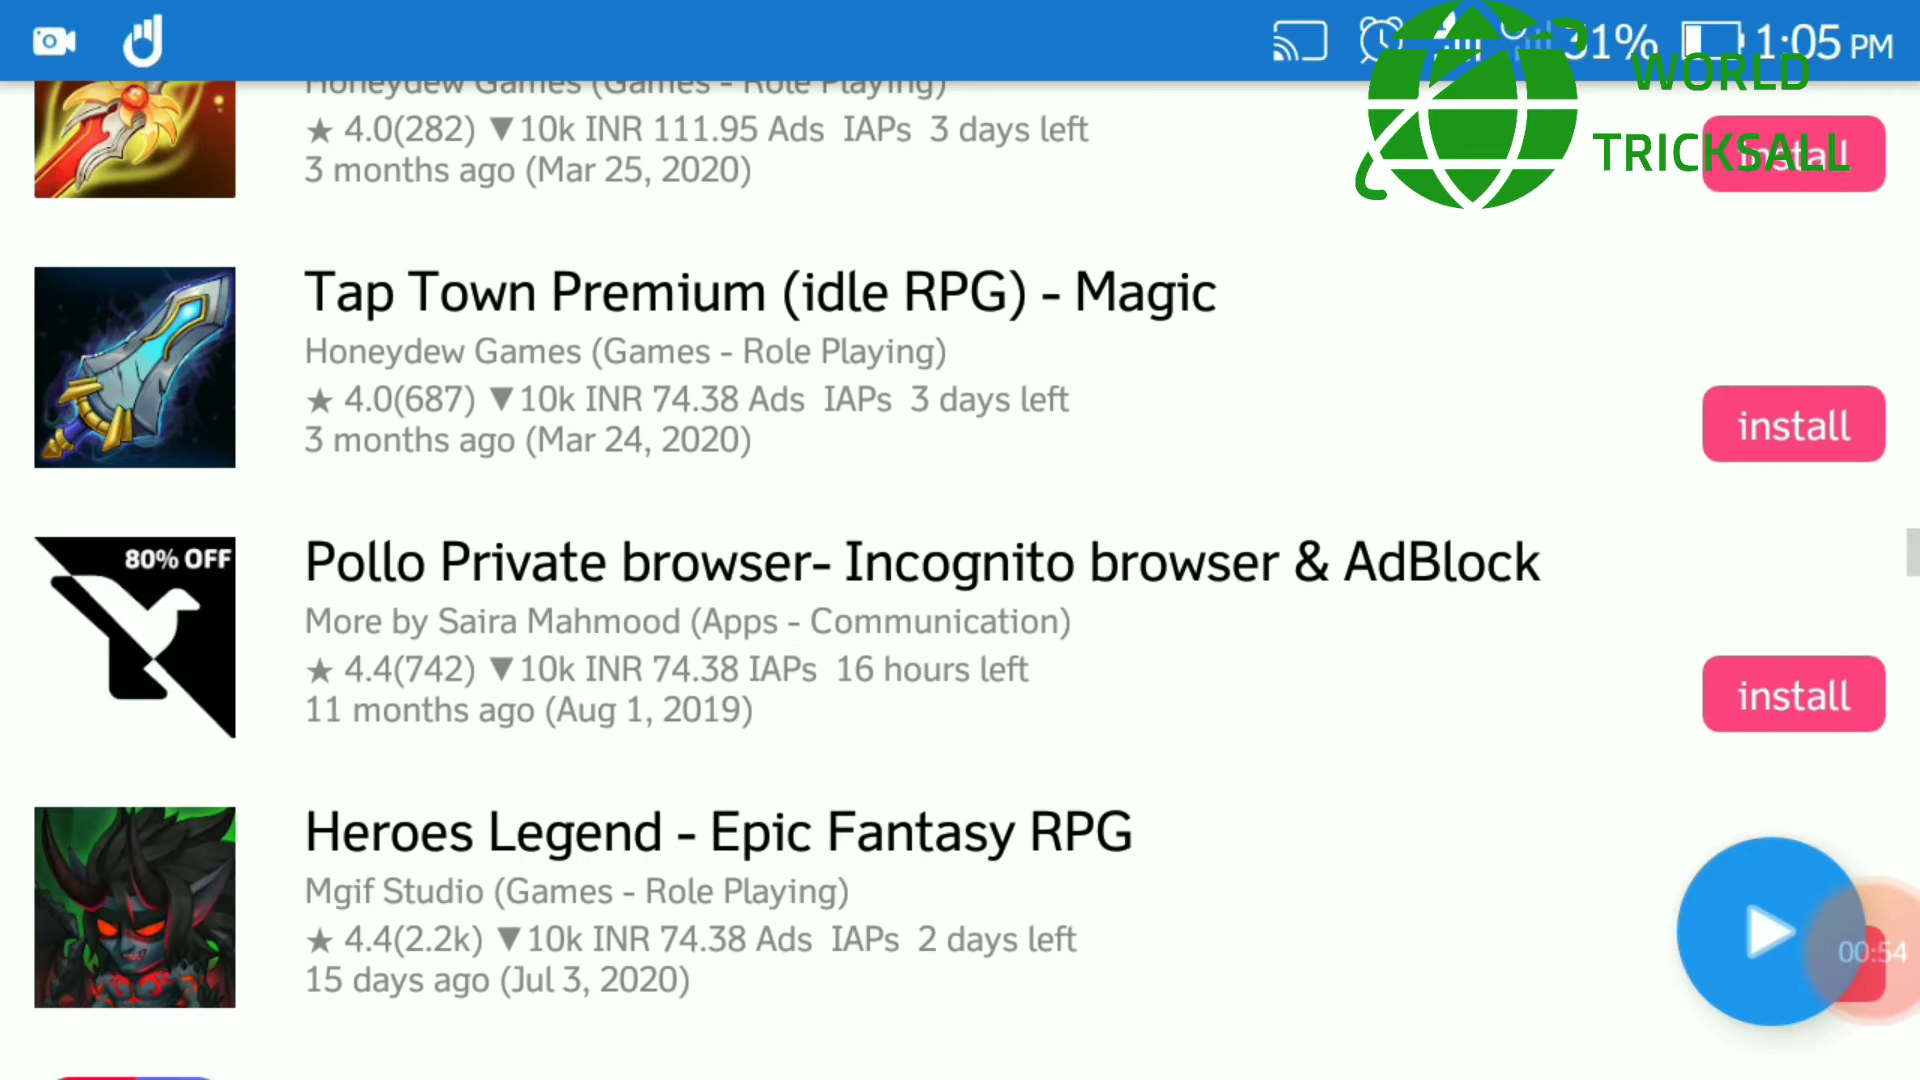 1:05 PM
WORLD
TRICKSALL
Honeydew Games (Games - Role Playing)
★ 4.0(282) ▼10k INR 111.95 Ads IAPs 3 days left
3 months ago (Mar 25, 2020)
install
Tap Town Premium (idle RPG) - Magic
Honeydew Games (Games - Role Playing)
★ 4.0(687) ▼10k INR 74.38 Ads IAPs 3 days left
3 months ago (Mar 24, 2020)
install
80% OFF
Pollo Private browser- Incognito browser & AdBlock
More by Saira Mahmood (Apps - Communication)
★ 4.4(742) ▼10k INR 74.38 IAPs 16 hours left
11 months ago (Aug 1, 2019)
install
Heroes Legend - Epic Fantasy RPG
Mgif Studio (Games - Role Playing)
★ 4.4(2.2k) ▼10k INR 74.38 Ads IAPs 2 days left
15 days ago (Jul 3, 2020)
00:54